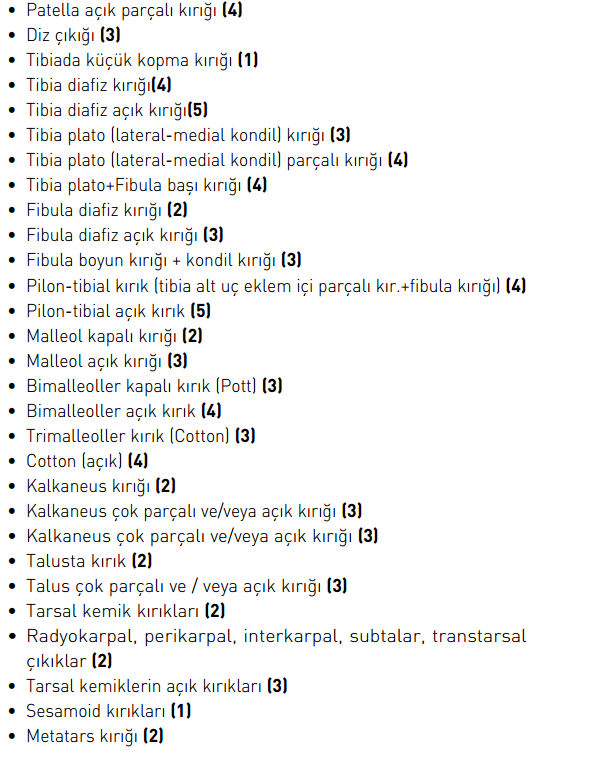 • Patella açık parçalı kırığı (4)
• Diz çıkığı (3)
• Tibiada küçük kopma kırığı (1)
• Tibia diafiz kırığı(4)
• Tibia diafiz açık kırığı(5)
• Tibia plato (lateral-medial kondil) kırığı (3)
• Tibia plato (lateral-medial kondil) parçalı kırığı (4)
• Tibia plato+Fibula başı kırığı (4)
• Fibula diafiz kırığı (2)
• Fibula diafiz açık kırığı (3)
• Fibula boyun kırığı + kondil kırığı (3)
• Pilon-tibial kırık (tibia alt uç eklem içi parçalı kır.+fibula kırığı) (4)
• Pilon-tibial açık kırık (5)
• Malleol kapalı kırığı (2)
• Malleol açık kırığı (3)
• Bimalleoller kapalı kırık (Pott) (3)
• Bimalleoller açık kırık (4)
• Trimalleoller kırık (Cotton) (3)
• Cotton (açık) (4)
• Kalkaneus kırığı (2)
• Kalkaneus çok parçalı ve/veya açık kırığı (3)
• Kalkaneus çok parçalı ve/veya açık kırığı (3)
• Talusta kırık (2)
• Talus çok parçalı ve / veya açık kırığı (3)
• Tarsal kemik kırıkları (2)
• Radyokarpal, perikarpal, interkarpal, subtalar, transtarsal
çıkıklar (2)
• Tarsal kemiklerin açık kırıkları (3)
• Sesamoid kırıkları (1)
• Metatars kırığı (2)